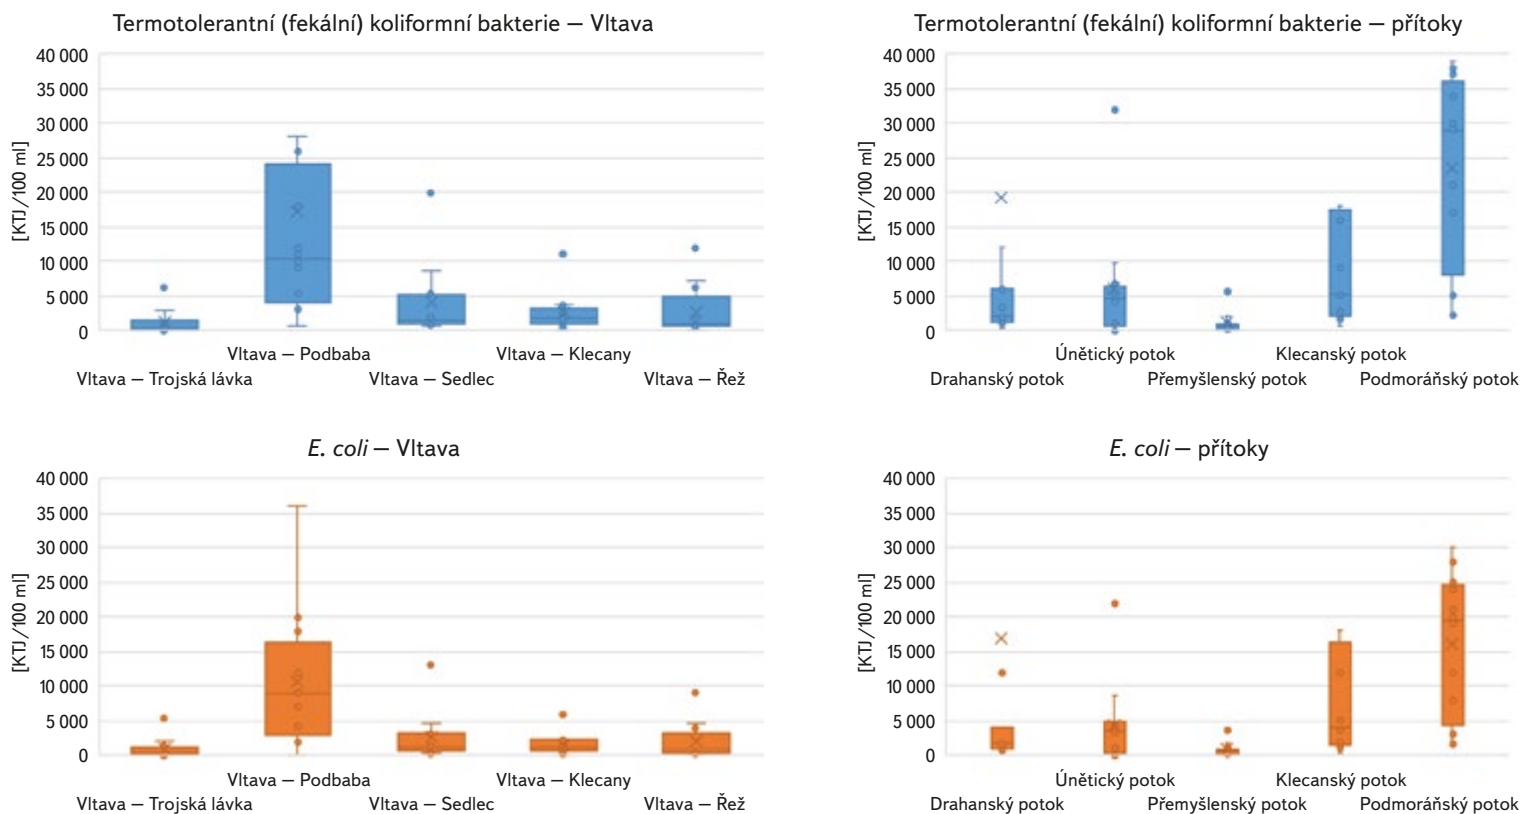 Termotolerantní (fekální) koliformní bakterie – Vltava
[KTJ/100 ml]
40 000
35 000
30 000
25 000
20 000
15 000
10 000
5 000
0
Vltava – Podbaba
Vltava – Klecany
Vltava – Trojská lávka
Vltava – Sedlec
Vltava – Řež
Termotolerantní (fekální) koliformní bakterie – přítoky
[KTJ/100 ml]
40 000
35 000
30 000
25 000
20 000
15 000
10 000
5 000
0
Únětický potok
Klecanský potok
Drahanský potok
Přemyšlenský potok
Podmoráňský potok
E. coli – Vltava
[KTJ/100 ml]
40 000
35 000
30 000
25 000
20 000
15 000
10 000
5 000
0
Vltava – Podbaba
Vltava – Klecany
Vltava – Trojská lávka
Vltava – Sedlec
Vltava – Řež
E. coli – přítoky
[KTJ/100 ml]
40 000
35 000
30 000
25 000
20 000
15 000
10 000
5 000
0
Únětický potok
Klecanský potok
Drahanský potok
Přemyšlenský potok
Podmoráňský potok